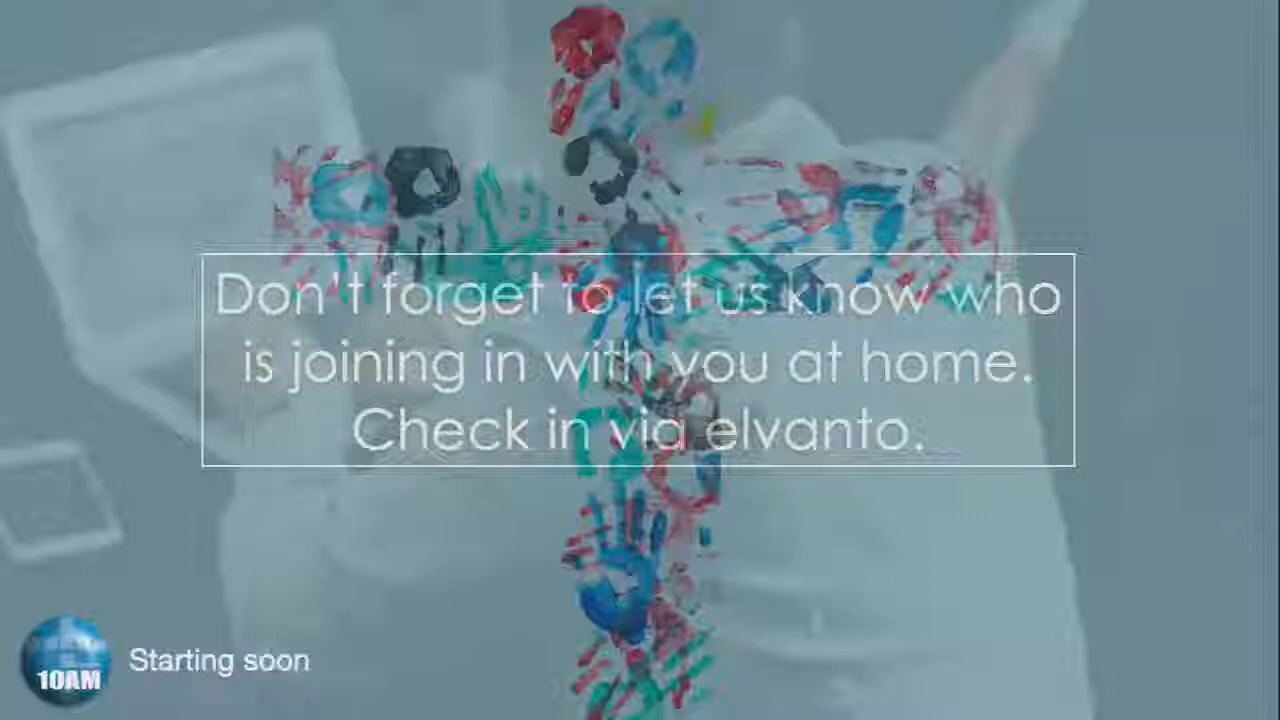 Don't forget to let us know who
is joining in with you at home.
Check in via elvanto.
10AM
Starting soon